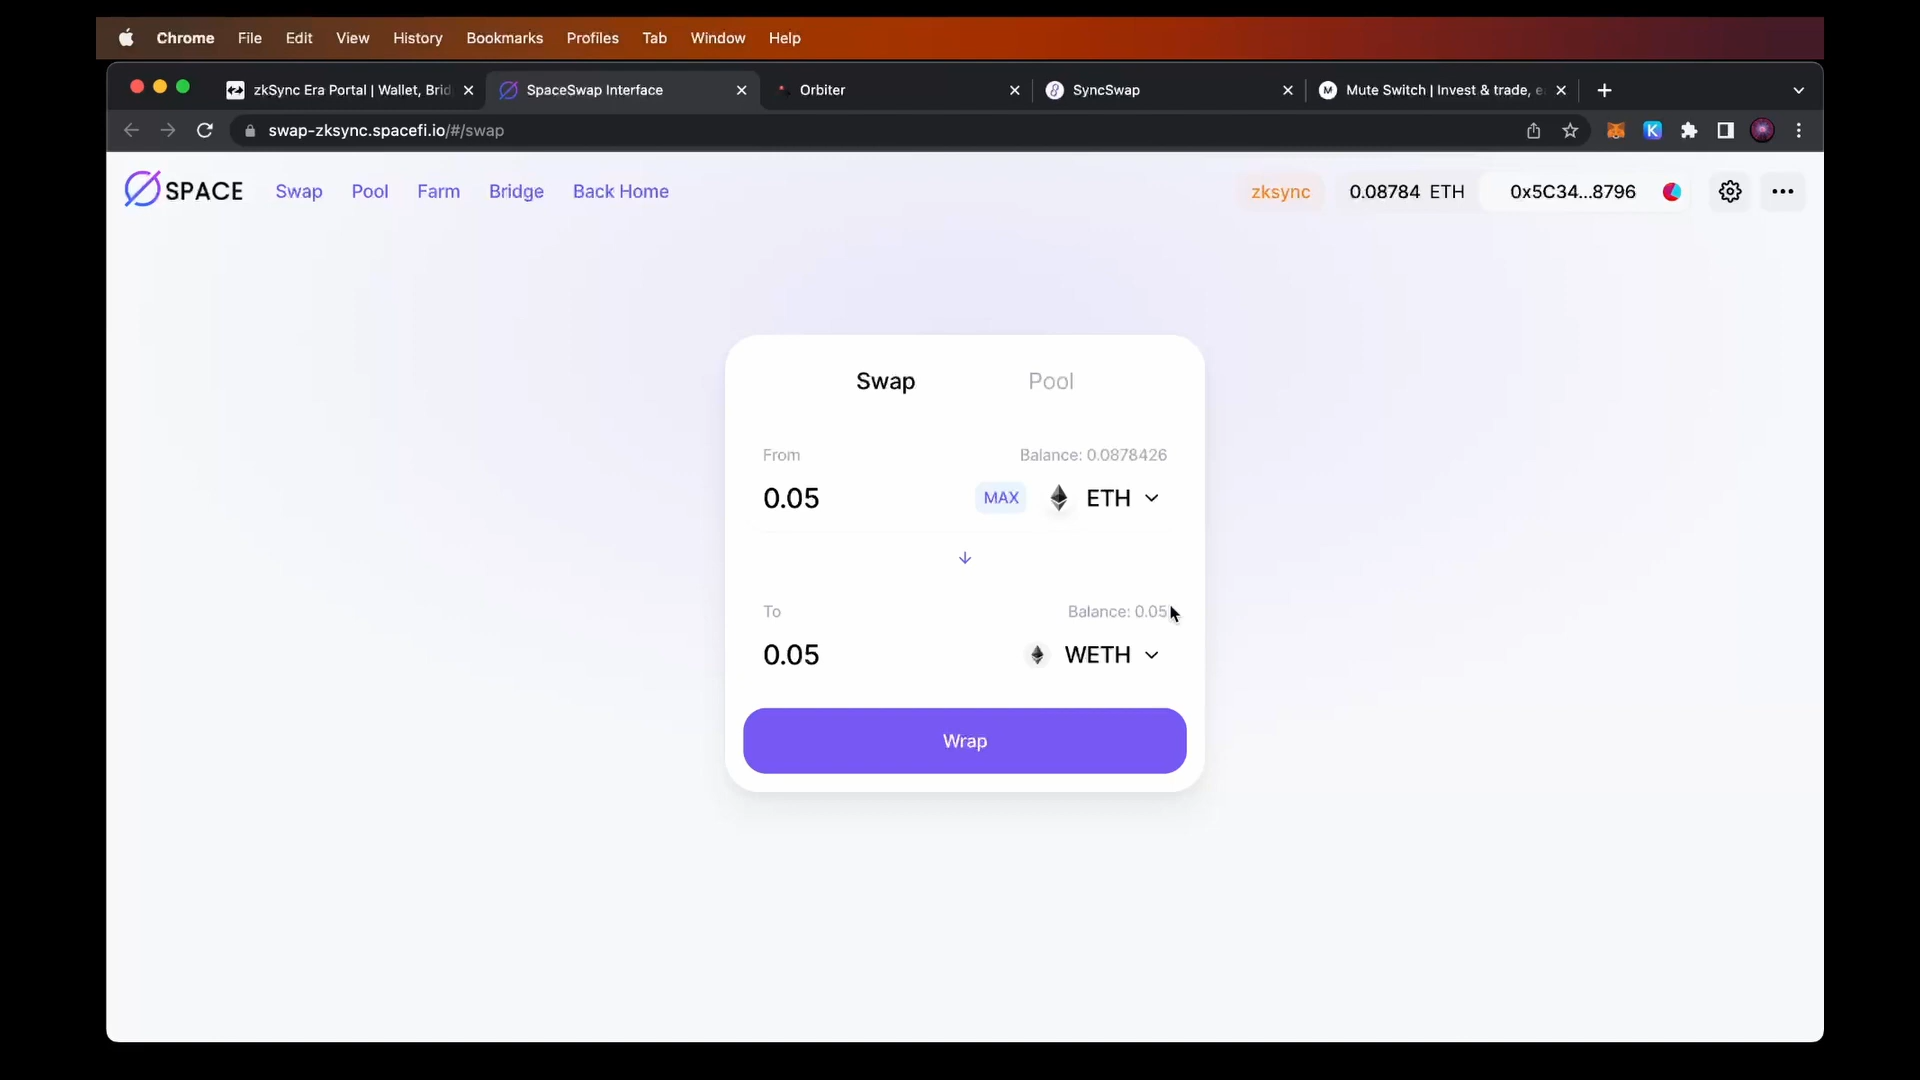 Chrome File Edit View History Bookmarks Profiles Tab Window Help
zkSync Era Portal | Wallet, Brid SpaceSwap Interface Orbiter SyncSwap Mute Switch | Invest & trade, e
swap-zksync.spacefi.io/#/swap
SPACE Swap Pool Farm Bridge Back Home zksync 0.08784 ETH 0x5C34...8796
Swap Pool
From Balance: 0.0878426
0.05 MAX ETH
To Balance: 0.05
0.05 WETH
Wrap